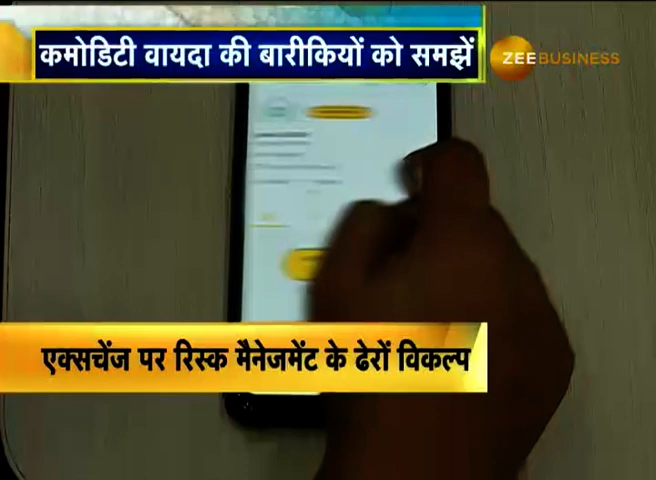 कमोडिटी वायदा की बारीकियों को समझें
ZEEBUSINESS
एक्सचेंज पर रिस्क मैनेजमेंट के ढेरों विकल्प